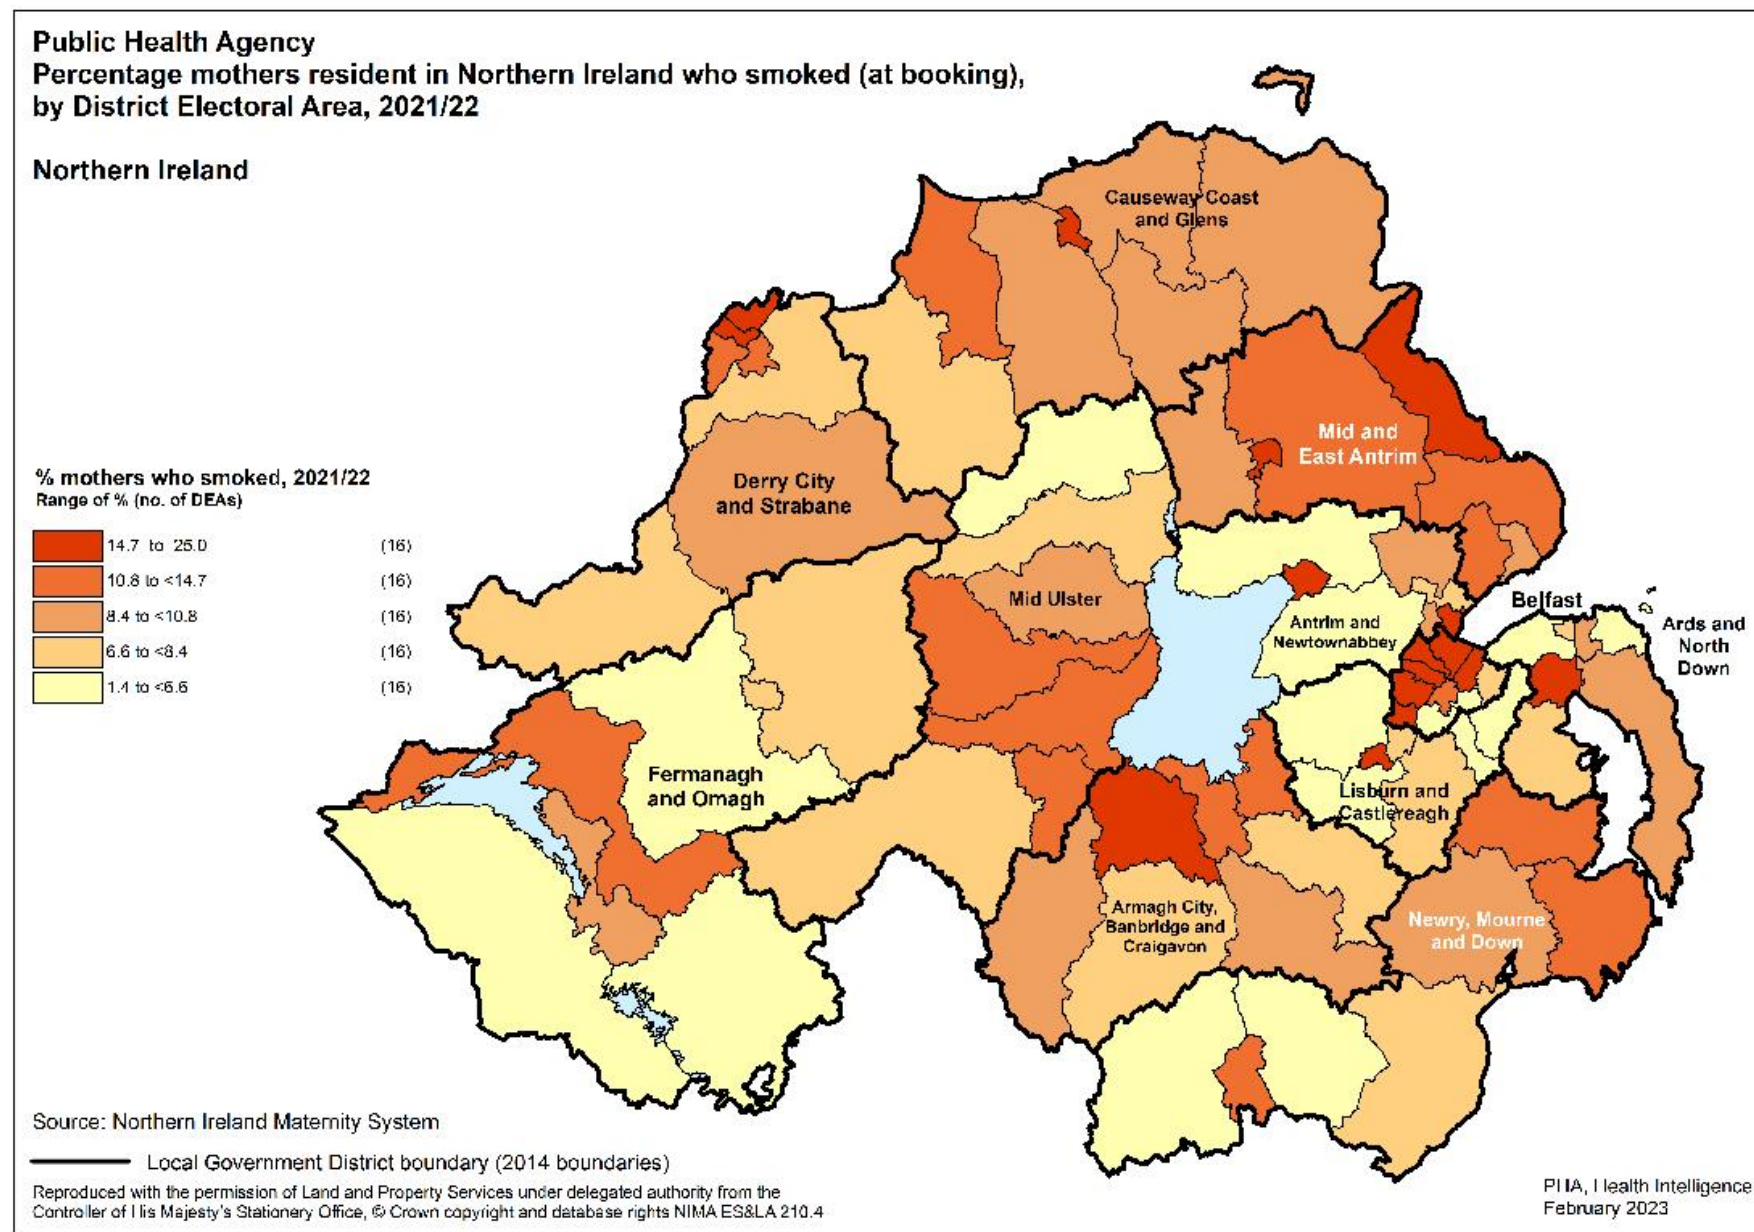 Public Health Agency
Percentage mothers resident in Northern Ireland who smoked (at booking),
by District Electoral Area, 2021/22
Northern Ireland
Causeway Coast
and Glens
Mid and
East Antrim
Derry City
and Strabane
% mothers who smoked, 2021/22
Range of % (no. of DEAs)
14.7 to 25.0 (16)
10.8 to <14.7 (16)
8.4 to <10.8 (16)
6.6 to <8.4 (16)
1.4 to <6.6 (16)
Mid Ulster
Antrim and
Newtownabbey
Belfast
Ards and
North
Down
Fermanagh
and Omagh
Lisburn and
Castlereagh
Armagh City,
Banbridge and
Craigavon
Newry, Mourne
and Down
Source: Northern Ireland Maternity System
Local Government District boundary (2014 boundaries)
Reproduced with the permission of Land and Property Services under delegated authority from the
Controller of His Majesty's Stationery Office, © Crown copyright and database rights NIMA ES&LA 210.4
PHA, Health Intelligence
February 2023